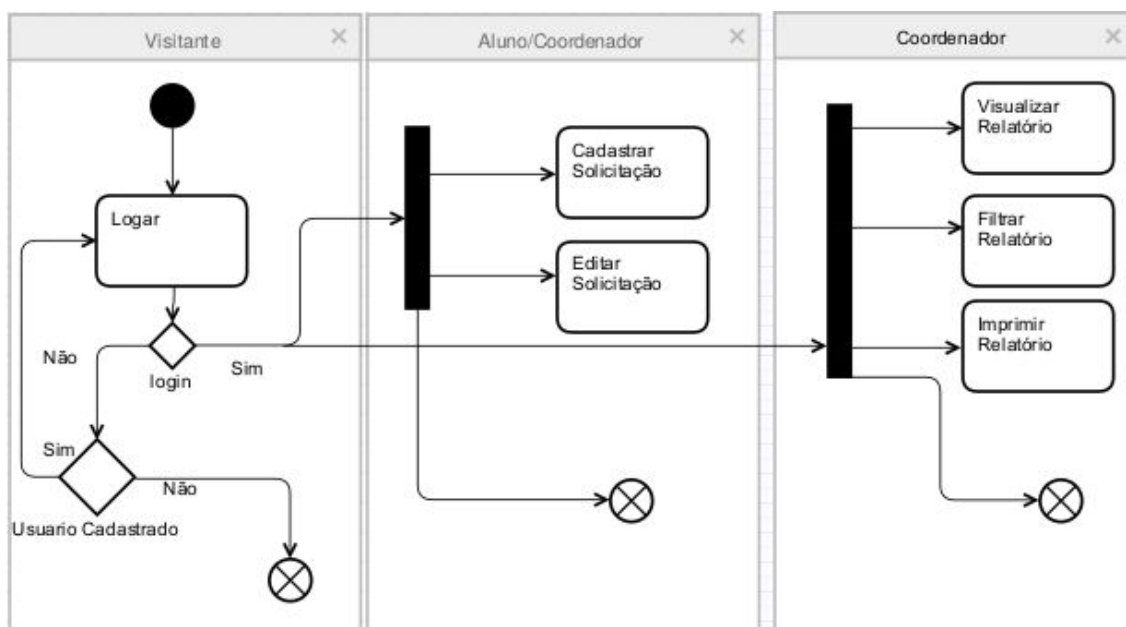 Visitante
Aluno/Coordenador
Coordenador
Logar
Não
login
Sim
Sim
Não
Usuario Cadastrado
Cadastrar
Solicitação
Editar
Solicitação
Visualizar
Relatório
Filtrar
Relatório
Imprimir
Relatório